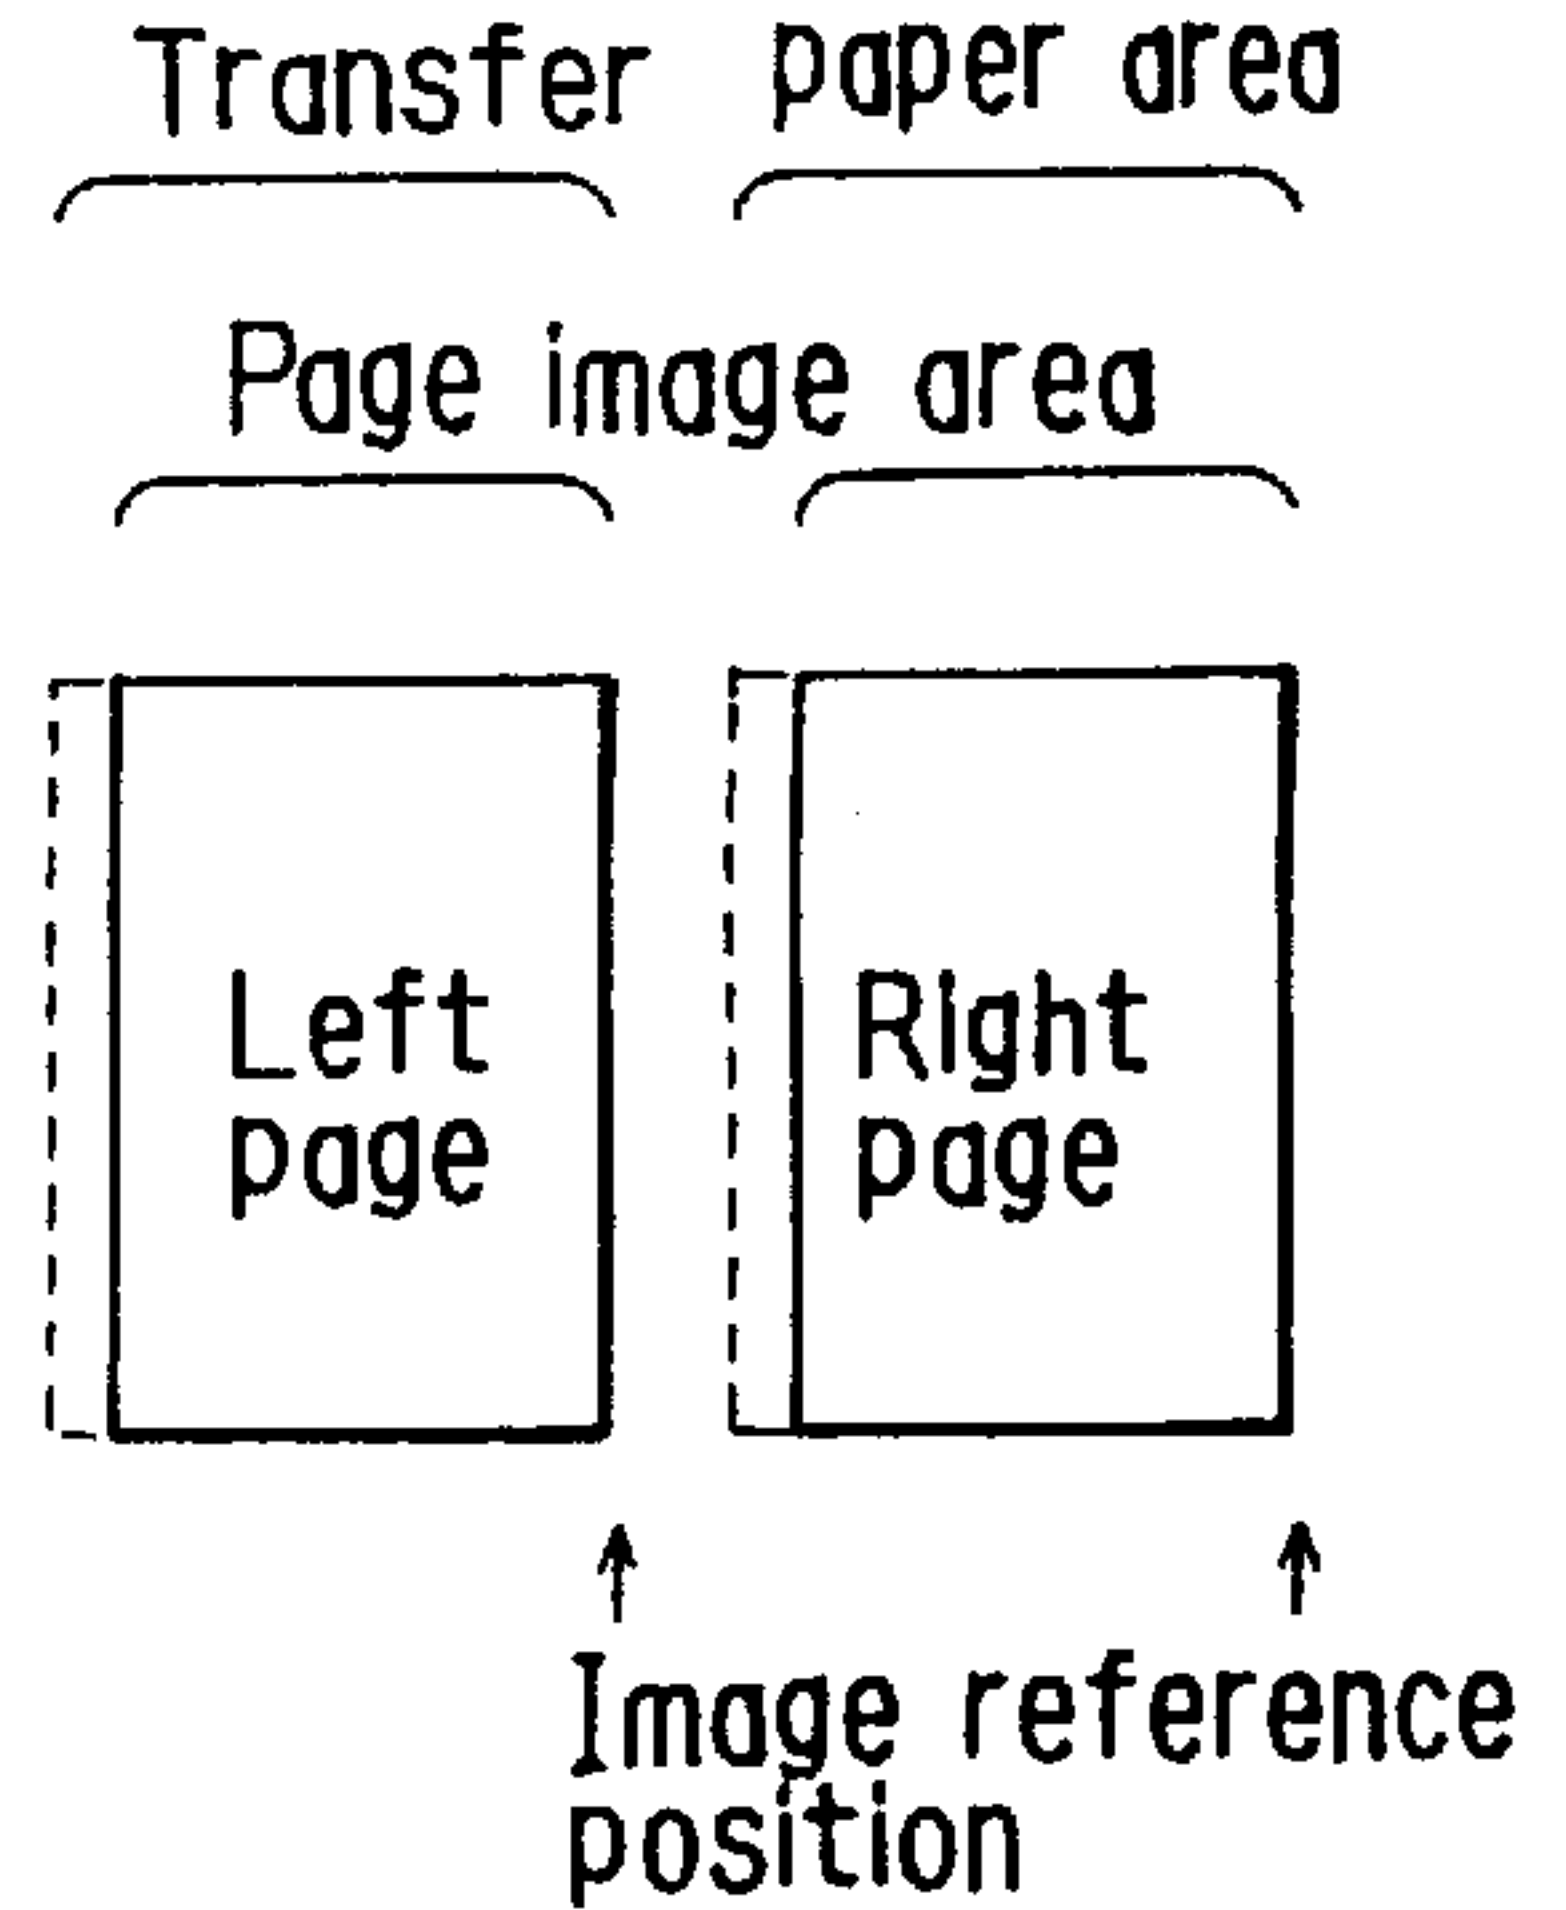 Transfer paper area
Page image area
Left
page
Right
page
Image reference
position